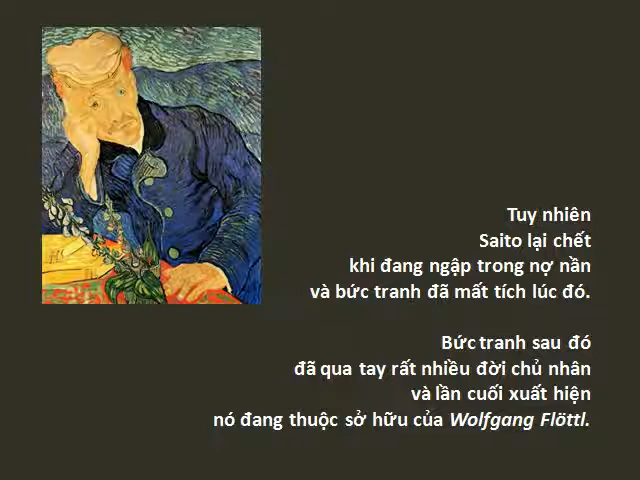 Tuy nhiên
Saito lại chết
khi đang ngập trong nợ nần
và bức tranh đã mất tích lúc đó.
Bức tranh sau đó
đã qua tay rất nhiều đời chủ nhân
và lần cuối xuất hiện
nó đang thuộc sở hữu của Wolfgang Flöttl.